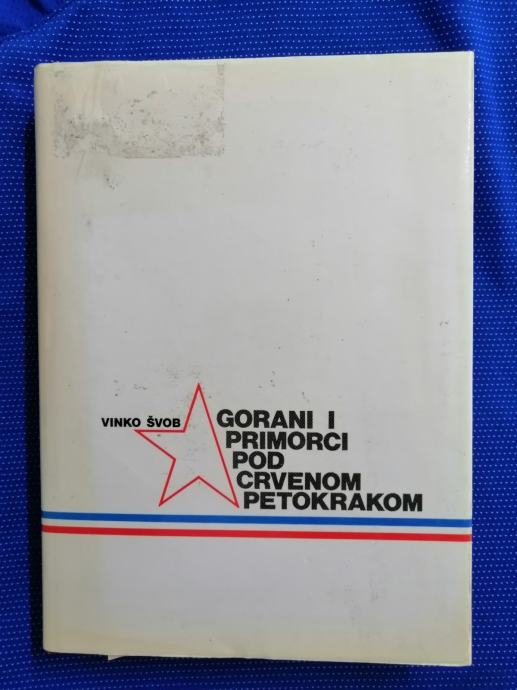 VINKO ŠVOB
GORANI I
PRIMORCI
POD
CRVENOM
PETOKRAKOM